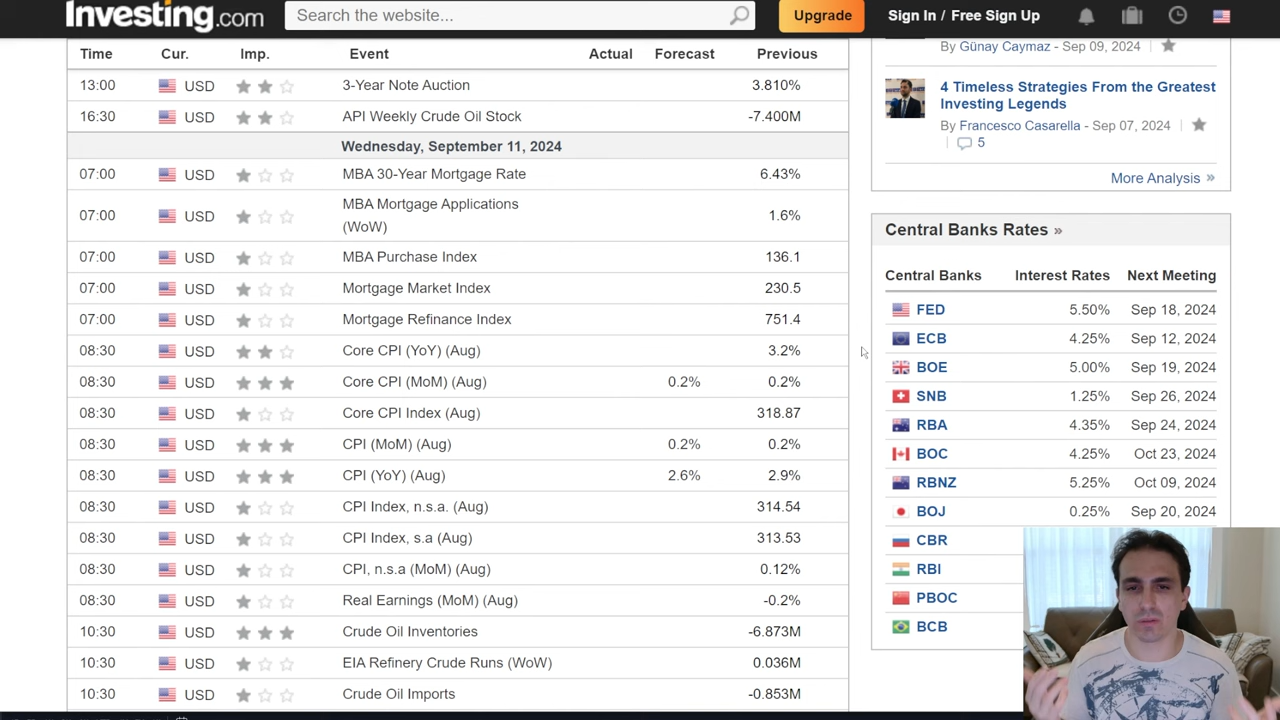 Investing.com
Search the website...
Upgrade
Sign In / Free Sign Up
Time Cur. Imp. Event Actual Forecast Previous
13:00 USD 3-Year Note Auction 3.810%
16:30 USD API Weekly Crude Oil Stock -7.400M
Wednesday, September 11, 2024
07:00 USD MBA 30-Year Mortgage Rate 6.43%
07:00 USD MBA Mortgage Applications (WoW) 1.6%
07:00 USD MBA Purchase Index 136.1
07:00 USD Mortgage Market Index 230.5
07:00 USD Mortgage Refinance Index 751.4
08:30 USD Core CPI (YoY) (Aug) 3.2%
08:30 USD Core CPI (MoM) (Aug) 0.2% 0.2%
08:30 USD Core CPI Index (Aug) 318.87
08:30 USD CPI (MoM) (Aug) 0.2% 0.2%
08:30 USD CPI (YoY) (Aug) 2.6% 2.9%
08:30 USD CPI Index, n.s.a. (Aug) 314.54
08:30 USD CPI Index, s.a (Aug) 313.53
08:30 USD CPI, n.s.a (MoM) (Aug) 0.12%
08:30 USD Real Earnings (MoM) (Aug) -0.2%
10:30 USD Crude Oil Inventories -6.873M
10:30 USD EIA Refinery Crude Runs (WoW) 0.036M
10:30 USD Crude Oil Imports -0.853M
By Günay Caymaz - Sep 09, 2024
4 Timeless Strategies From the Greatest
Investing Legends
By Francesco Casarella - Sep 07, 2024
5
More Analysis »
Central Banks Rates »
Central Banks Interest Rates Next Meeting
FED 5.50% Sep 18, 2024
ECB 4.25% Sep 12, 2024
BOE 5.00% Sep 19, 2024
SNB 1.25% Sep 26, 2024
RBA 4.35% Sep 24, 2024
BOC 4.25% Oct 23, 2024
RBNZ 5.25% Oct 09, 2024
BOJ 0.25% Sep 20, 2024
CBR
RBI
PBOC
BCB